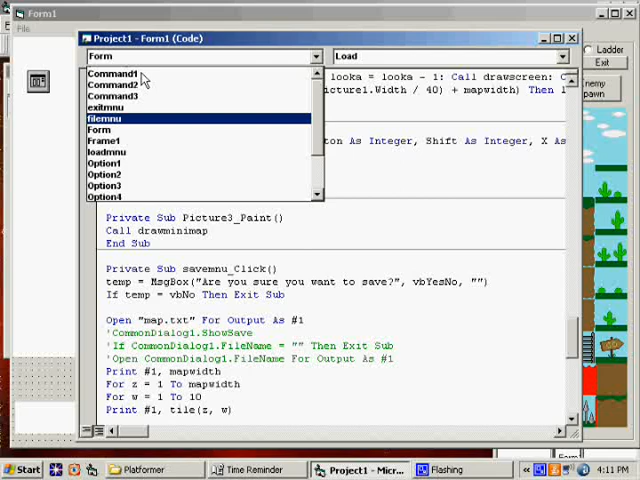 Form1
File
Project1 - Form1 (Code)
Form
Load
Ladder
Exit
Command1
Command2
Command3
exitmnu
filemnu
Form
Frame1
loadmnu
Option1
Option2
Option3
Option4
looka = looka - 1: Call drawscreen: C
icture1.Width / 40) + mapwidth) Then l
ton As Integer, Shift As Integer, X A
Private Sub Picture3_Paint()
Call drawminimap
End Sub
Private Sub savemnu_Click()
temp = MsgBox("Are you sure you want to save?", vbYesNo, "")
If temp = vbNo Then Exit Sub
Open "map.txt" For Output As #1
'CommonDialog1.ShowSave
'If CommonDialog1.FileName = "" Then Exit Sub
'Open CommonDialog1.FileName For Output As #1
Print #1, mapwidth
For z = 1 To mapwidth
For w = 1 To 10
Print #1, tile(z, w)
nemy
pawn
Start
Platformer
Time Reminder
Project1 - Micr...
Flashing
«
4:11 PM